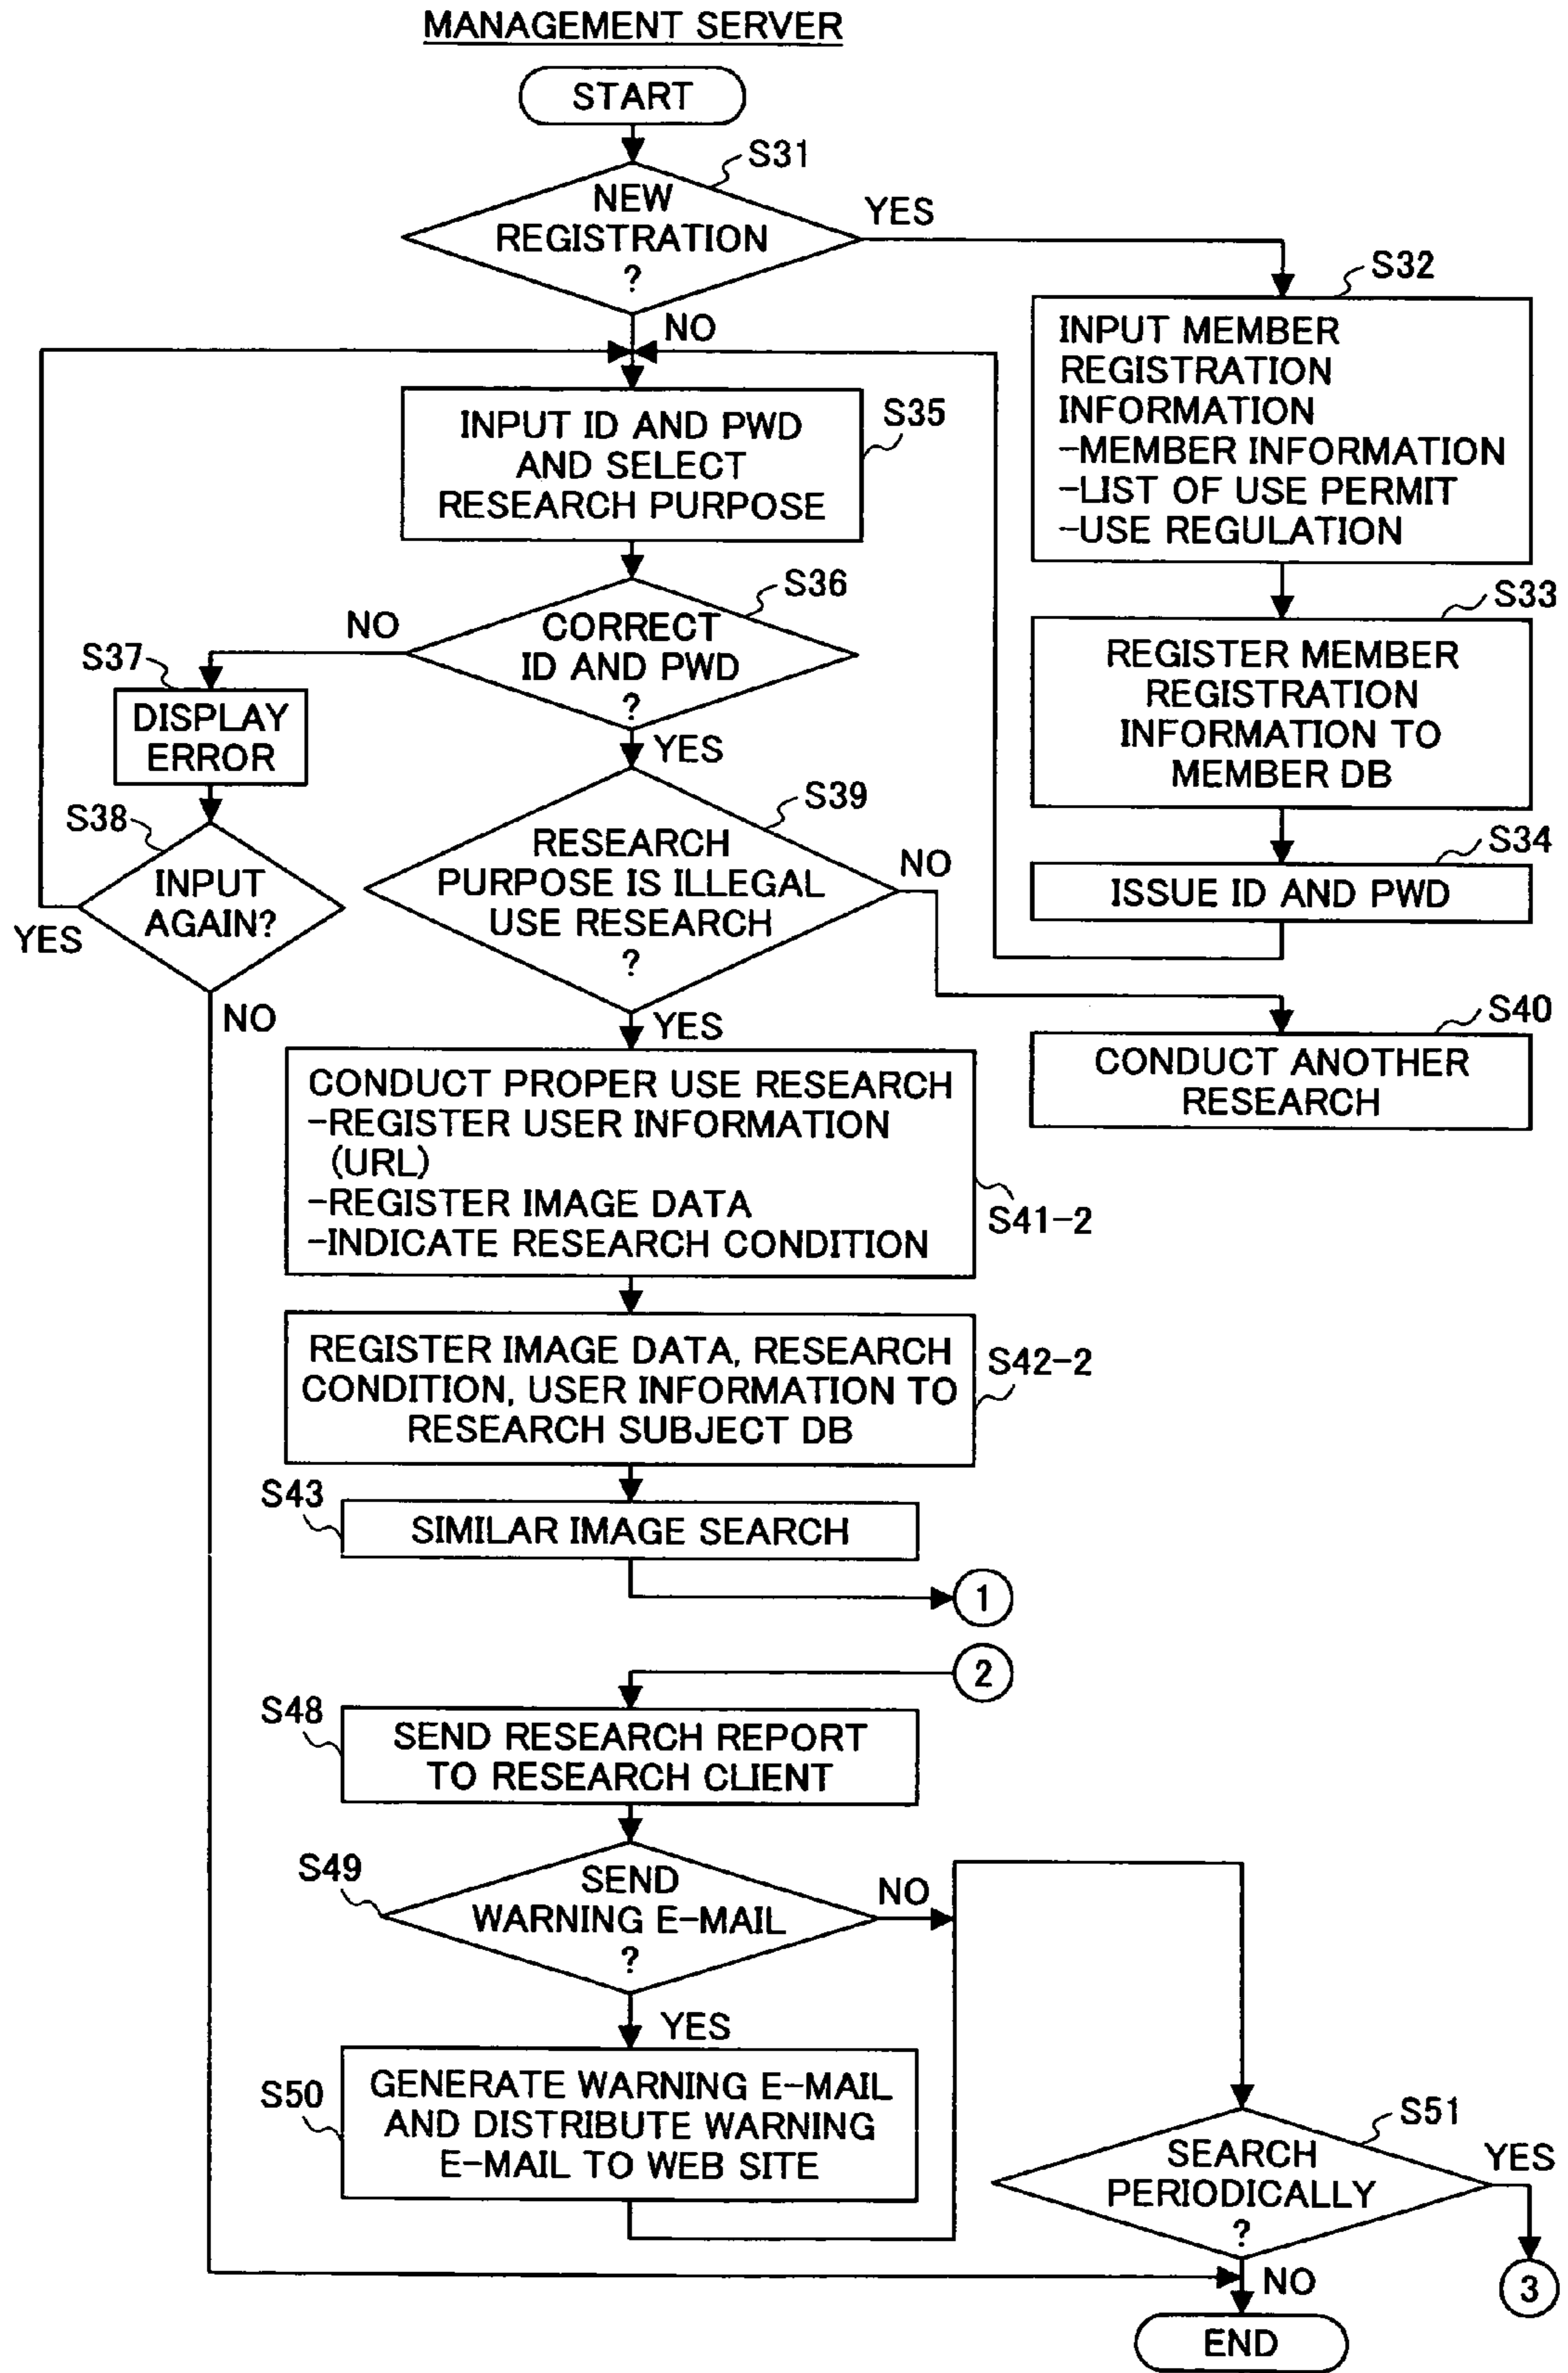 MANAGEMENT SERVER
START
S31
NEW
REGISTRATION
?
YES
NO
S32
INPUT MEMBER
REGISTRATION
INFORMATION
-MEMBER INFORMATION
-LIST OF USE PERMIT
-USE REGULATION
S35
INPUT ID AND PWD
AND SELECT
RESEARCH PURPOSE
S36
CORRECT
ID AND PWD
?
NO
YES
S33
REGISTER MEMBER
REGISTRATION
INFORMATION TO
MEMBER DB
S37
DISPLAY
ERROR
S38
INPUT
AGAIN?
YES
NO
S39
RESEARCH
PURPOSE IS ILLEGAL
USE RESEARCH
?
NO
YES
S34
ISSUE ID AND PWD
S40
CONDUCT ANOTHER
RESEARCH
CONDUCT PROPER USE RESEARCH
-REGISTER USER INFORMATION
(URL)
-REGISTER IMAGE DATA
-INDICATE RESEARCH CONDITION
S41-2
REGISTER IMAGE DATA, RESEARCH
CONDITION, USER INFORMATION TO
RESEARCH SUBJECT DB
S42-2
S43
SIMILAR IMAGE SEARCH
1
2
S48
SEND RESEARCH REPORT
TO RESEARCH CLIENT
S49
SEND
WARNING E-MAIL
?
NO
YES
S50
GENERATE WARNING E-MAIL
AND DISTRIBUTE WARNING
E-MAIL TO WEB SITE
S51
SEARCH
PERIODICALLY
?
YES
NO
3
END